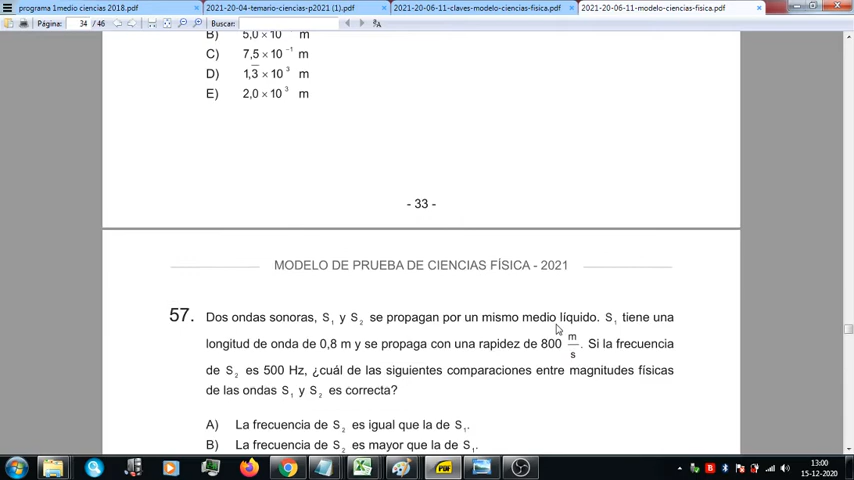 programa 1medio ciencias 2018.pdf
2021-20-04-temario-ciencias-p2021 (1).pdf
2021-20-06-11-claves-modelo-ciencias-fisica.pdf
2021-20-06-11-modelo-ciencias-fisica.pdf
Página: 34 / 46 Buscar:
B) 5,0 × 10 m
C) 7,5 × 10⁻¹ m
D) 1,3̅ × 10³ m
E) 2,0 × 10³ m
- 33 -
MODELO DE PRUEBA DE CIENCIAS FÍSICA - 2021
57. Dos ondas sonoras, S₁ y S₂ se propagan por un mismo medio líquido. S₁ tiene una
longitud de onda de 0,8 m y se propaga con una rapidez de 800 m/s. Si la frecuencia
de S₂ es 500 Hz, ¿cuál de las siguientes comparaciones entre magnitudes físicas
de las ondas S₁ y S₂ es correcta?
A) La frecuencia de S₂ es igual que la de S₁.
B) La frecuencia de S₂ es mayor que la de S₁.
PDF
13:00
15-12-2020